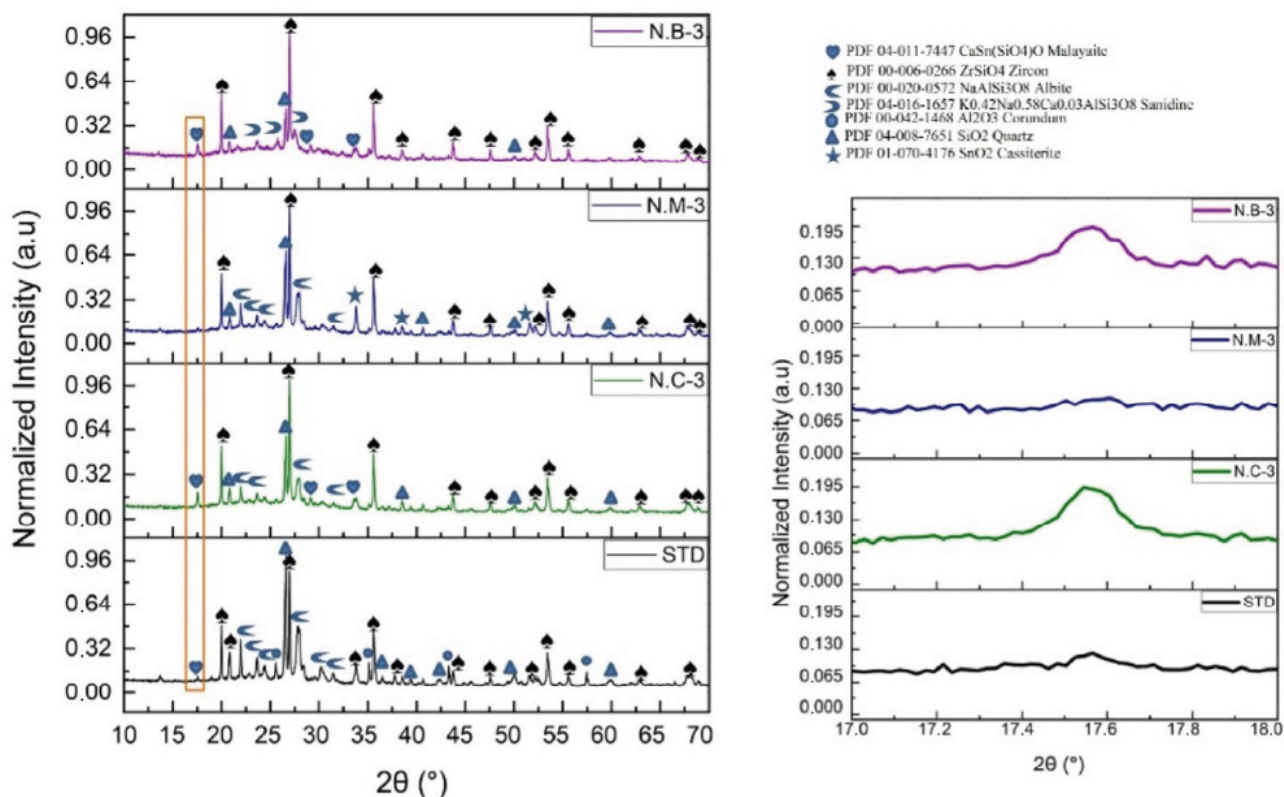 N.B-3
0.96
0.64
0.32
0.00
N.M-3
0.96
0.64
0.32
0.00
N.C-3
0.96
0.64
0.32
0.00
STD
0.96
0.64
0.32
0.00
10 15 20 25 30 35 40 45 50 55 60 65 70
2θ (°)
Normalized Intensity (a.u)
PDF 04-011-7447 CaSn(SiO4)O Malayaite
PDF 00-006-0266 ZrSiO4 Zircon
PDF 00-020-0572 NaAlSi3O8 Albite
PDF 04-016-1657 K0.42Na0.58Ca0.03AlSi3O8 Sanidine
PDF 00-042-1468 Al2O3 Corundum
PDF 04-008-7651 SiO2 Quartz
PDF 01-070-4176 SnO2 Cassiterite
N.B-3
0.195
0.130
0.065
0.000
N.M-3
0.195
0.130
0.065
0.000
N.C-3
0.195
0.130
0.065
0.000
STD
0.195
0.130
0.065
0.000
17.0 17.2 17.4 17.6 17.8 18.0
2θ (°)
Normalized Intensity (a.u)